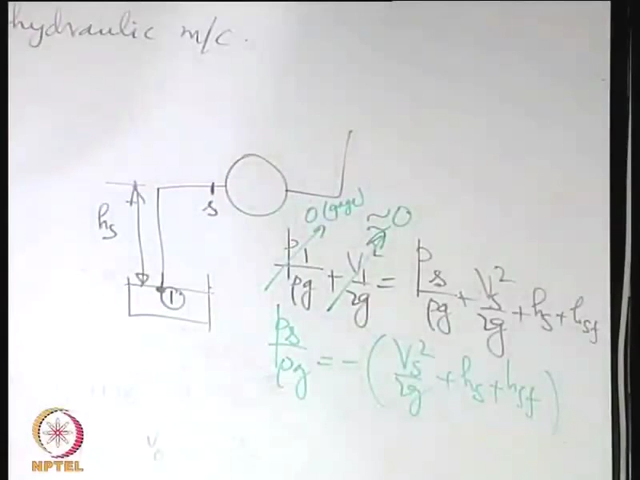 hydraulic m/c.
s
h_s
1
0 (gage)
≈ 0
p_1/ρg + V_1^2/2g = p_s/ρg + V_s^2/2g + h_s + h_sf
p_s/ρg = - (V_s^2/2g + h_s + h_sf)
NPTEL